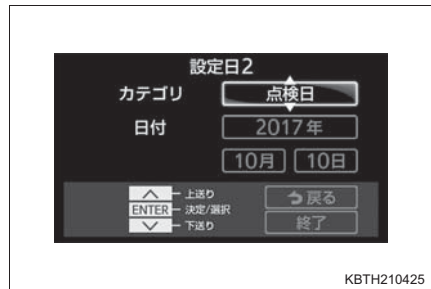 設定日2
カテゴリ 点検日
日付 2017年
10月 10日
上送り 戻る
ENTER 決定/選択
下送り 終了
KBTH210425